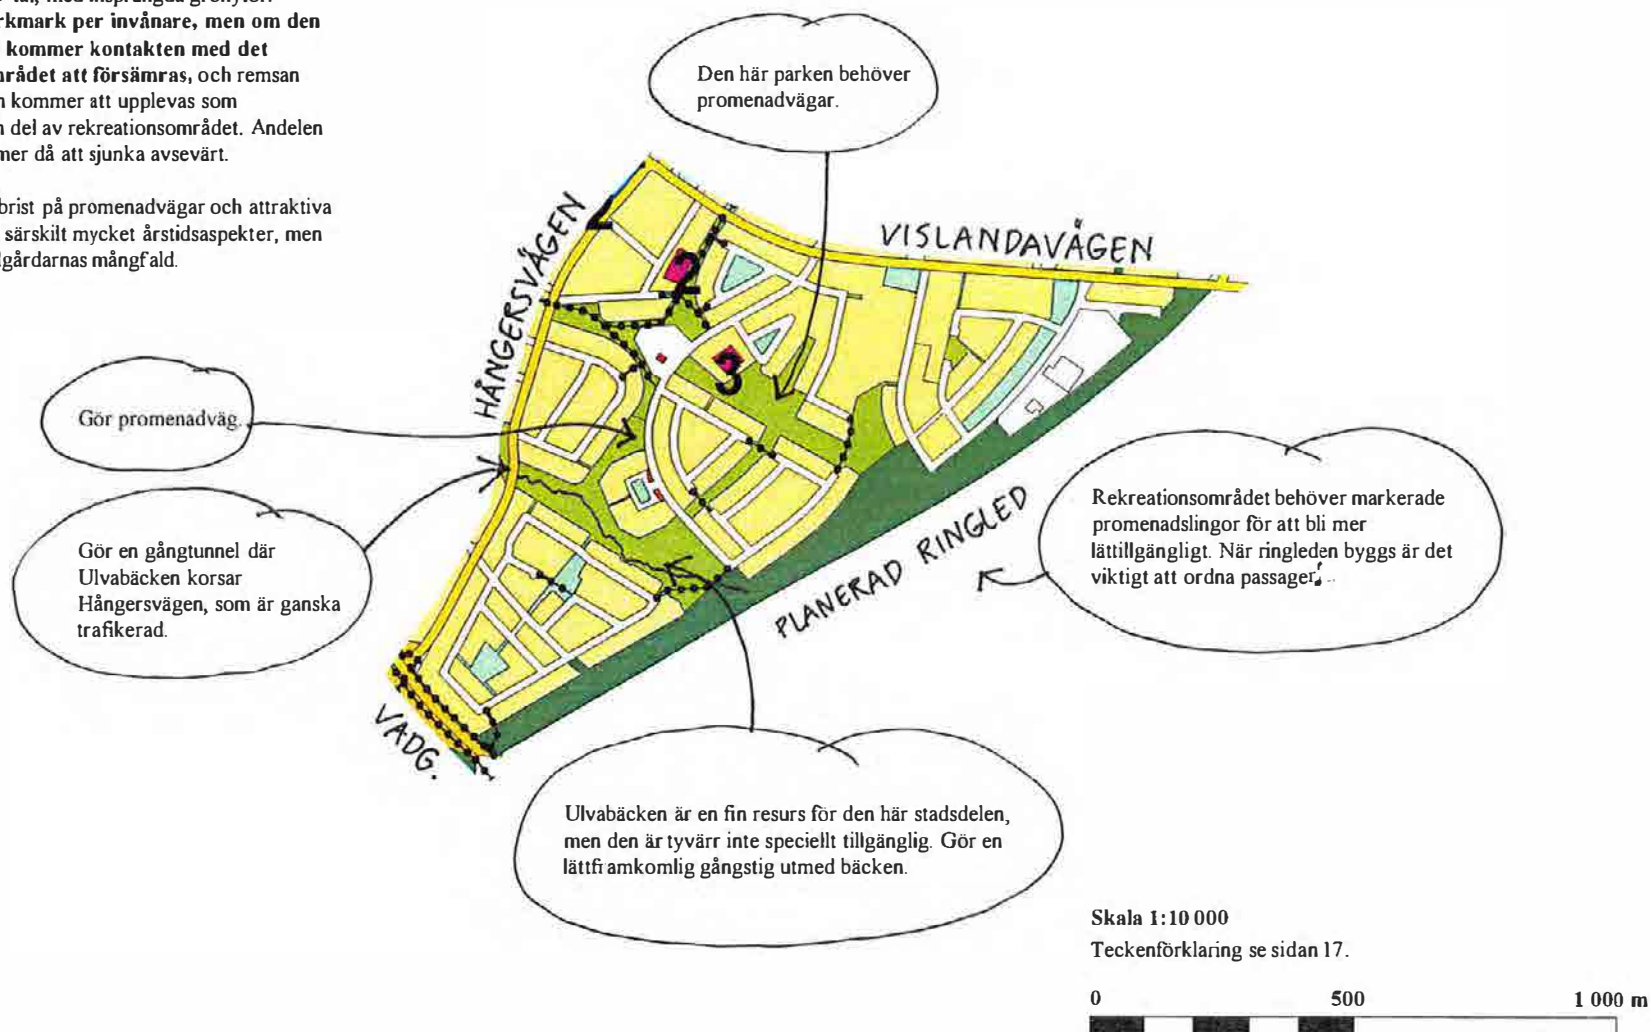 med insprängda grönytor.
per invånare, men om den
kommer kontakten med det
att försämras, och remsan
kommer att upplevas som
del av rekreationsområdet. Andelen
då att sjunka avsevärt.
brist på promenadvägar och attraktiva
särskilt mycket årstidsaspekter, men
mångfald.
Den här parken behöver
promenadvägar.
HÅNGERSVÄGEN
VISLANDAVÄGEN
2
3
Gör promenadväg.
Gör en gångtunnel där
Ulvabäcken korsar
Hångersvägen, som är ganska
trafikerad.
Rekreationsområdet behöver markerade
promenadslingor för att bli mer
lättillgängligt. När ringleden byggs är det
viktigt att ordna passager!
PLANERAD RINGLED
VADG.
Ulvabäcken är en fin resurs för den här stadsdelen,
men den är tyvärr inte speciellt tillgänglig. Gör en
lättframkomlig gångstig utmed bäcken.
Skala 1:10 000
Teckenförklaring se sidan 17.
0 500 1 000 m